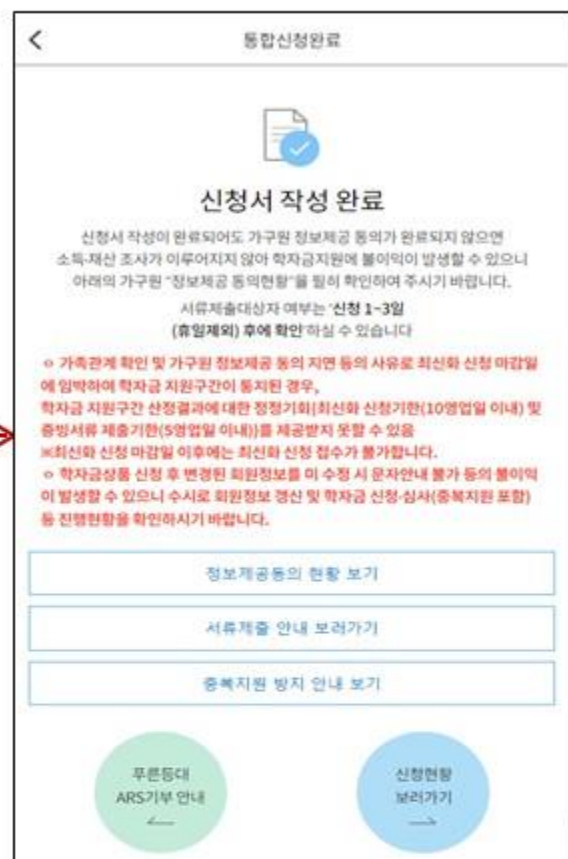 통합신청완료
신청서 작성 완료
신청서 작성이 완료되어도 가구원 정보제공 동의가 완료되지 않으면
소득·재산 조사가 이루어지지 않아 학자금지원에 불이익이 발생할 수 있으니
아래의 가구원 "정보제공 동의현황"을 필히 확인하여 주시기 바랍니다.
서류제출대상자 여부는 '신청 1~3일
(휴일제외) 후에 확인'하실 수 있습니다
ㅇ 가족관계 확인 및 가구원 정보제공 동의 지연 등의 사유로 최신화 신청 마감일
에 임박하여 학자금 지원구간이 통지된 경우,
학자금 지원구간 산정결과에 대한 정정기회(최신화 신청기한(10영업일 이내) 및
증빙서류 제출기한(5영업일 이내))를 제공받지 못할 수 있음
※최신화 신청 마감일 이후에는 최신화 신청 접수가 불가합니다.
ㅇ 학자금상품 신청 후 변경된 회원정보를 미 수정 시 문자안내 불가 등의 불이익
이 발생할 수 있으니 수시로 회원정보 갱신 및 학자금 신청·심사(중복지원 포함)
등 진행현황을 확인하시기 바랍니다.
정보제공동의 현황 보기
서류제출 안내 보러가기
중복지원 방지 안내 보기
푸른등대
ARS기부 안내
신청현황
보러가기